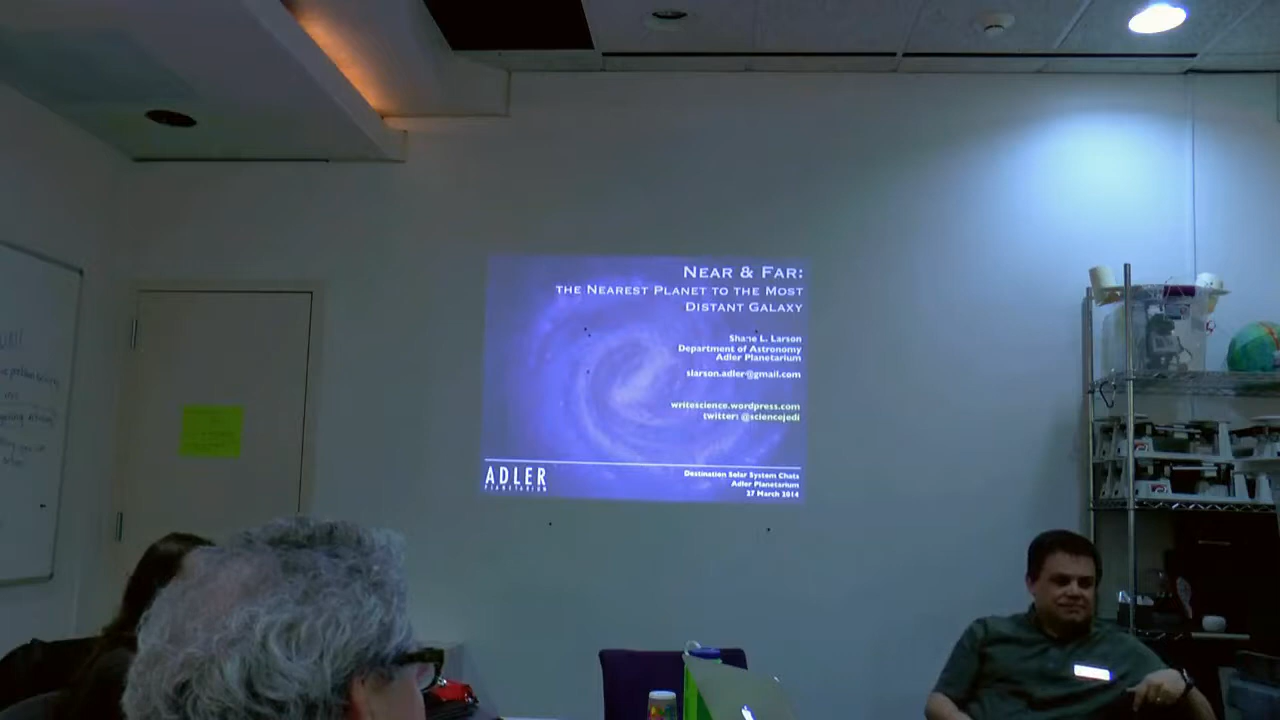 Near & Far:
the Nearest Planet to the Most
Distant Galaxy
Shane L. Larson
Department of Astronomy
Adler Planetarium
slarson.adler@gmail.com
writescience.wordpress.com
twitter: @sciencejedi
ADLER
PLANETARIUM
Destination Solar System Chats
Adler Planetarium
27 March 2014